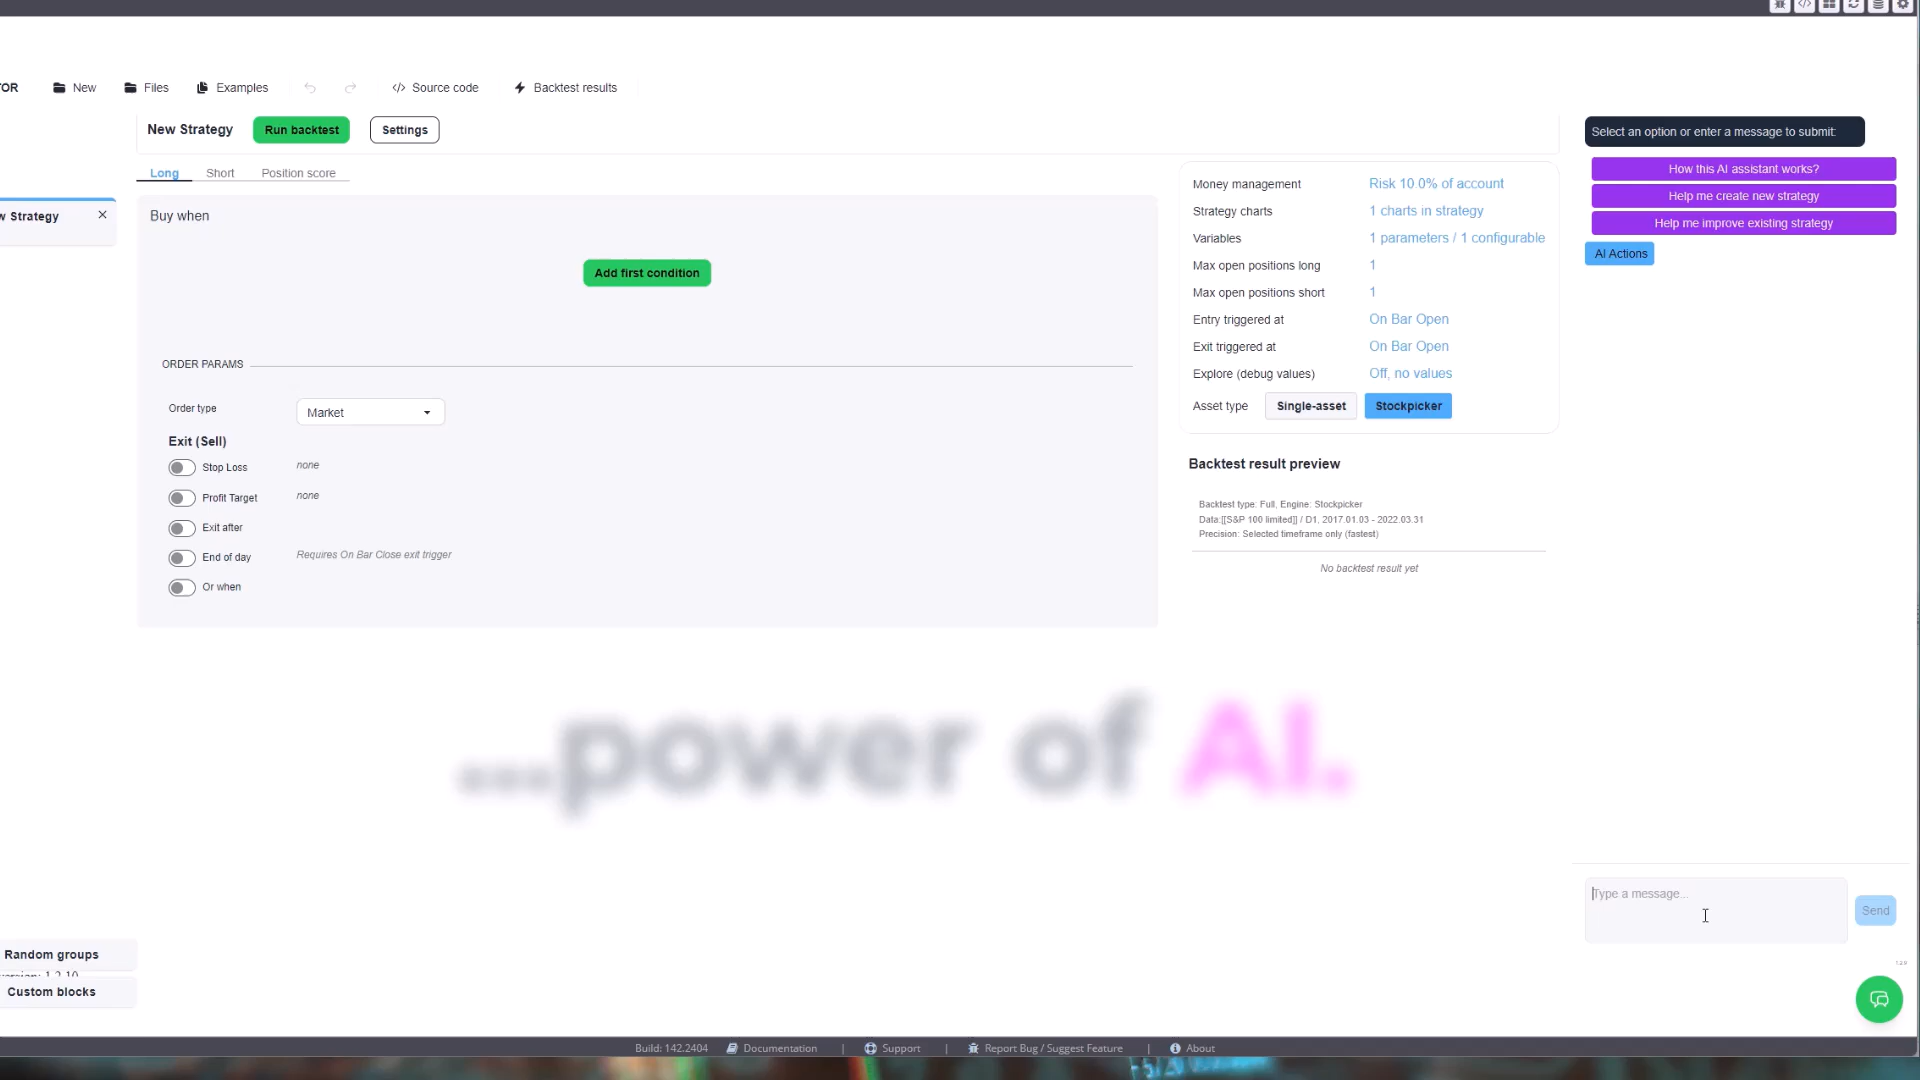 TOR New Files Examples Source code Backtest results
New Strategy Run backtest Settings
Select an option or enter a message to submit:
Long Short Position score
How this AI assistant works?
Help me create new strategy
Help me improve existing strategy
AI Actions
w Strategy
Buy when
Add first condition
Money management Risk 10.0% of account
Strategy charts 1 charts in strategy
Variables 1 parameters / 1 configurable
Max open positions long 1
Max open positions short 1
Entry triggered at On Bar Open
Exit triggered at On Bar Open
Explore (debug values) Off, no values
Asset type Single-asset Stockpicker
ORDER PARAMS
Order type Market
Exit (Sell)
Stop Loss none
Profit Target none
Exit after
End of day Requires On Bar Close exit trigger
Or when
Backtest result preview
Backtest type: Full, Engine: Stockpicker
Data:[[S&P 100 limited]] / D1, 2017.01.03 - 2022.03.31
Precision: Selected timeframe only (fastest)
No backtest result yet
...power of AI.
Type a message...
Send
Random groups
version: 1.2.10
Custom blocks
Build: 142.2404 Documentation | Support | Report Bug / Suggest Feature | About